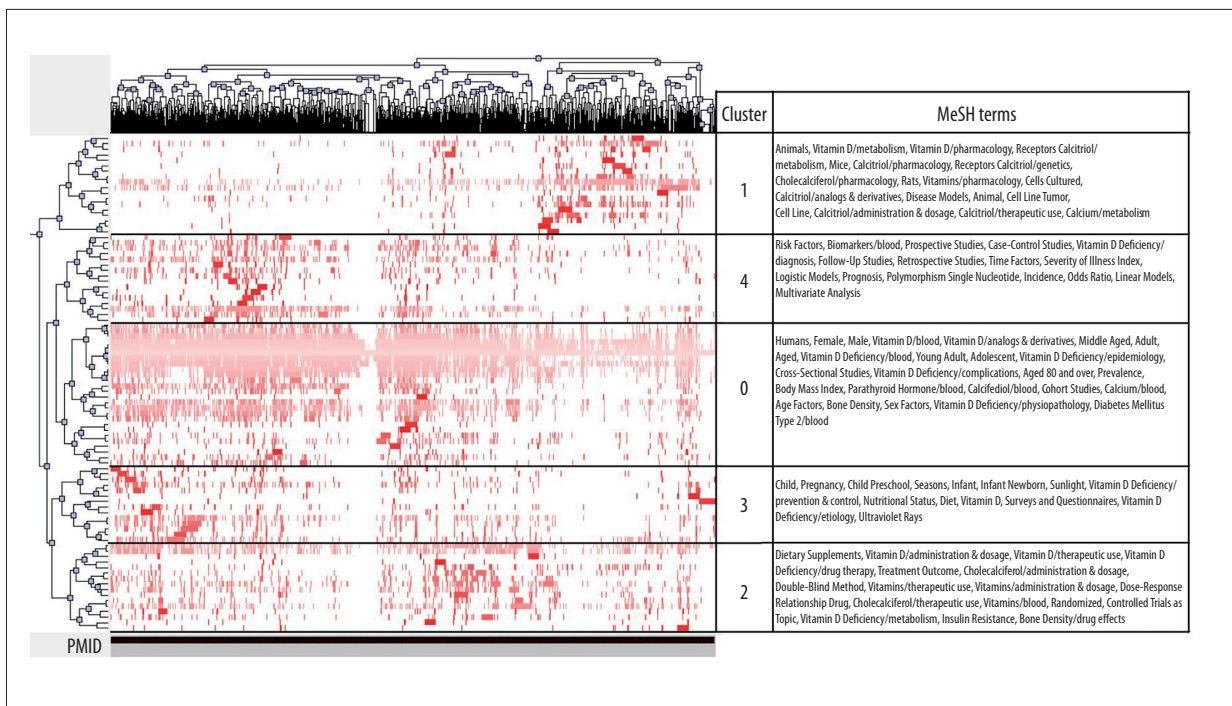 Cluster
MeSH terms
1
Animals, Vitamin D/metabolism, Vitamin D/pharmacology, Receptors Calcitriol/
metabolism, Mice, Calcitriol/pharmacology, Receptors Calcitriol/genetics,
Cholecalciferol/pharmacology, Rats, Vitamins/pharmacology, Cells Cultured,
Calcitriol/analogs & derivatives, Disease Models, Animal, Cell Line Tumor,
Cell Line, Calcitriol/administration & dosage, Calcitriol/therapeutic use, Calcium/metabolism
4
Risk Factors, Biomarkers/blood, Prospective Studies, Case-Control Studies, Vitamin D Deficiency/
diagnosis, Follow-Up Studies, Retrospective Studies, Time Factors, Severity of Illness Index,
Logistic Models, Prognosis, Polymorphism Single Nucleotide, Incidence, Odds Ratio, Linear Models,
Multivariate Analysis
0
Humans, Female, Male, Vitamin D/blood, Vitamin D/analogs & derivatives, Middle Aged, Adult,
Aged, Vitamin D Deficiency/blood, Young Adult, Adolescent, Vitamin D Deficiency/epidemiology,
Cross-Sectional Studies, Vitamin D Deficiency/complications, Aged 80 and over, Prevalence,
Body Mass Index, Parathyroid Hormone/blood, Calcifediol/blood, Cohort Studies, Calcium/blood,
Age Factors, Bone Density, Sex Factors, Vitamin D Deficiency/physiopathology, Diabetes Mellitus
Type 2/blood
3
Child, Pregnancy, Child Preschool, Seasons, Infant, Infant Newborn, Sunlight, Vitamin D Deficiency/
prevention & control, Nutritional Status, Diet, Vitamin D, Surveys and Questionnaires, Vitamin D
Deficiency/etiology, Ultraviolet Rays
2
Dietary Supplements, Vitamin D/administration & dosage, Vitamin D/therapeutic use, Vitamin D
Deficiency/drug therapy, Treatment Outcome, Cholecalciferol/administration & dosage,
Double-Blind Method, Vitamins/therapeutic use, Vitamins/administration & dosage, Dose-Response
Relationship Drug, Cholecalciferol/therapeutic use, Vitamins/blood, Randomized, Controlled Trials as
Topic, Vitamin D Deficiency/metabolism, Insulin Resistance, Bone Density/drug effects
PMID